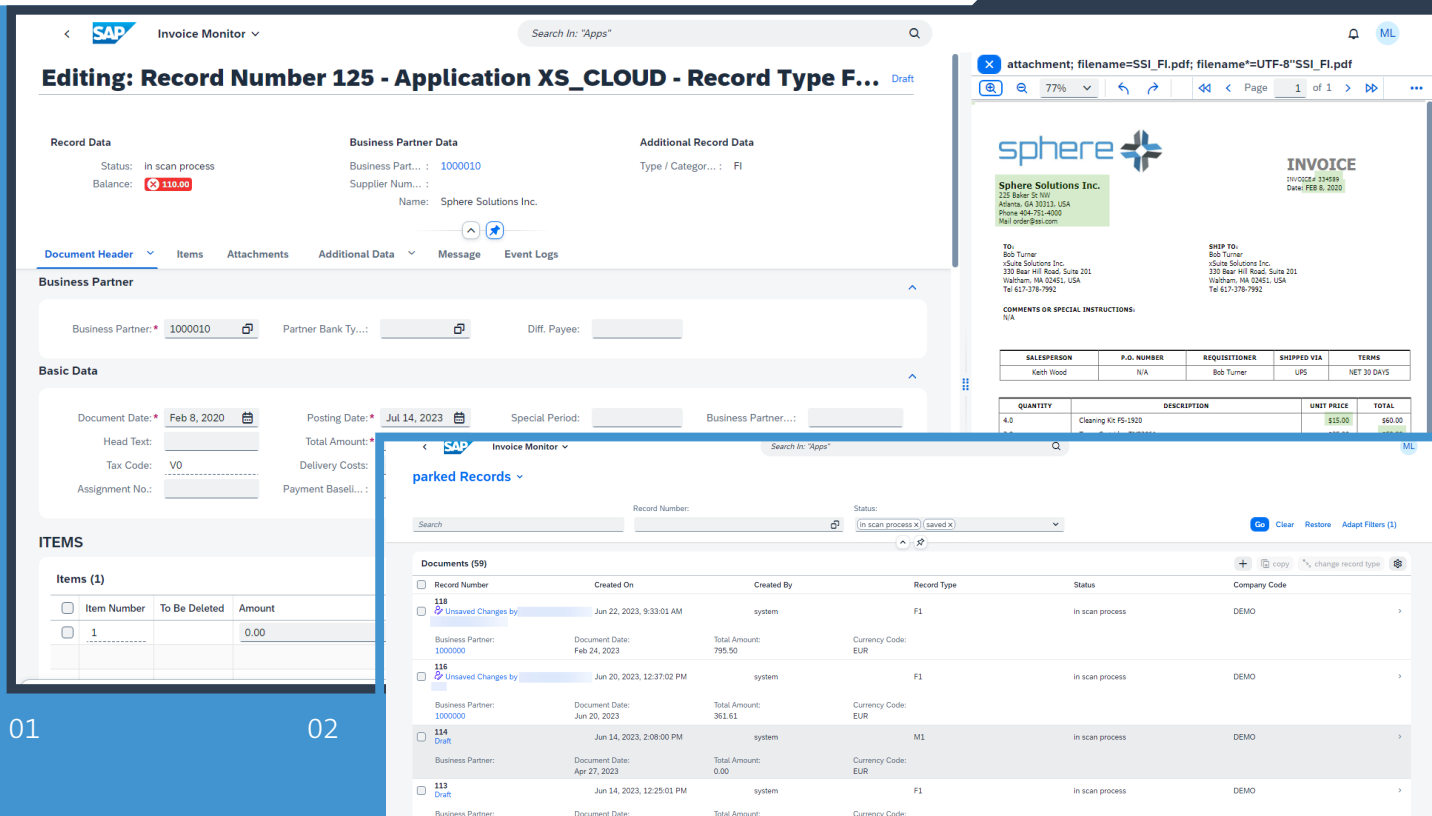 SAP Invoice Monitor Search In: "Apps" ML
Editing: Record Number 125 - Application XS_CLOUD - Record Type F... Draft
Record Data Business Partner Data Additional Record Data
Status: in scan process Business Part... : 1000010 Type / Categor... : FI
Balance: 110.00 Supplier Num... :
Name: Sphere Solutions Inc.
Document Header Items Attachments Additional Data Message Event Logs
Business Partner
Business Partner:* 1000010 Partner Bank Ty...: Diff. Payee:
Basic Data
Document Date:* Feb 8, 2020 Posting Date:* Jul 14, 2023 Special Period: Business Partner...:
Head Text: Total Amount:*
Tax Code: V0 Delivery Costs:
Assignment No.: Payment Baseli... :
ITEMS
Items (1)
Item Number To Be Deleted Amount
1 0.00
attachment; filename=SSI_FI.pdf; filename*=UTF-8''SSI_FI.pdf
77% Page 1 of 1 •••
sphere
INVOICE
INVOICE# 334589
Date: FEB 8, 2020
Sphere Solutions Inc.
225 Baker St NW
Atlanta, GA 30313, USA
Phone 404-751-4000
Mail order@ssi.com
TO: SHIP TO:
Bob Turner Bob Turner
xSuite Solutions Inc. xSuite Solutions Inc.
330 Bear Hill Road, Suite 201 330 Bear Hill Road, Suite 201
Waltham, MA 02451, USA Waltham, MA 02451, USA
Tel 617-378-7992 Tel 617-378-7992
COMMENTS OR SPECIAL INSTRUCTIONS:
N/A
SALESPERSON P.O. NUMBER REQUISITIONER SHIPPED VIA TERMS
Keith Wood N/A Bob Turner UPS NET 30 DAYS
QUANTITY DESCRIPTION UNIT PRICE TOTAL
4.0 Cleaning Kit FS-1920 $15.00 $60.00
SAP Invoice Monitor Search In: "Apps" ML
parked Records
Record Number: Status:
Search in scan process saved Go Clear Restore Adapt Filters (1)
Documents (59) copy change record type
Record Number Created On Created By Record Type Status Company Code
118
Unsaved Changes by Jun 22, 2023, 9:33:01 AM system F1 in scan process DEMO
Business Partner: Document Date: Total Amount: Currency Code:
1000000 Feb 24, 2023 795.50 EUR
116
Unsaved Changes by Jun 20, 2023, 12:37:02 PM system F1 in scan process DEMO
Business Partner: Document Date: Total Amount: Currency Code:
1000000 Jun 20, 2023 361.61 EUR
114
Draft Jun 14, 2023, 2:08:00 PM system M1 in scan process DEMO
Business Partner: Document Date: Total Amount: Currency Code:
Apr 27, 2023 0.00 EUR
113
Draft Jun 14, 2023, 12:25:01 PM system F1 in scan process DEMO
Business Partner: Document Date: Total Amount: Currency Code:
01 02